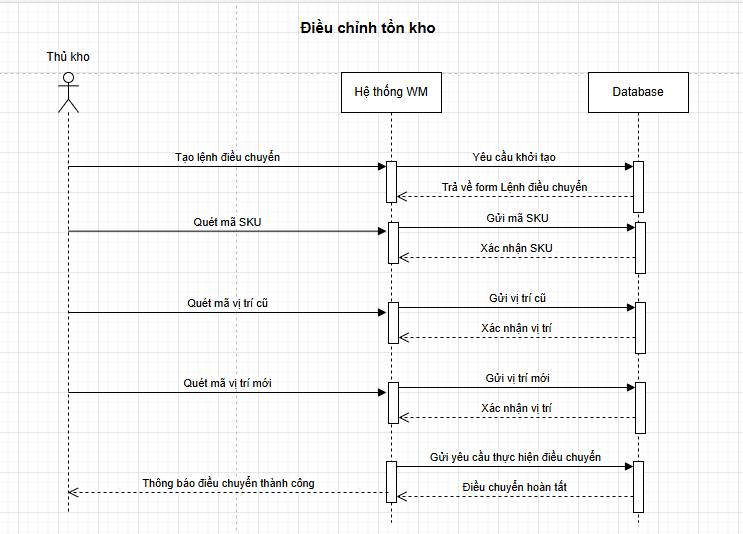 Điều chỉnh tồn kho
Thủ kho
Hệ thống WM
Database
Tạo lệnh điều chuyển
Yêu cầu khởi tạo
Trả về form Lệnh điều chuyển
Quét mã SKU
Gửi mã SKU
Xác nhận SKU
Quét mã vị trí cũ
Gửi vị trí cũ
Xác nhận vị trí
Quét mã vị trí mới
Gửi vị trí mới
Xác nhận vị trí
Gửi yêu cầu thực hiện điều chuyển
Thông báo điều chuyển thành công
Điều chuyển hoàn tất